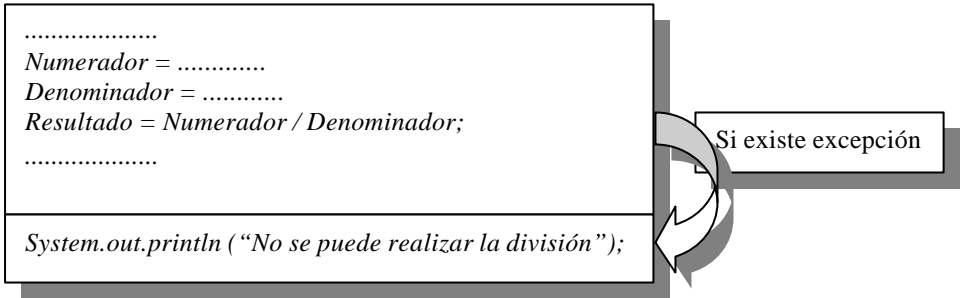 ....................
Numerador = .............
Denominador = ............
Resultado = Numerador / Denominador;
....................
Si existe excepción
System.out.println (“No se puede realizar la división”);